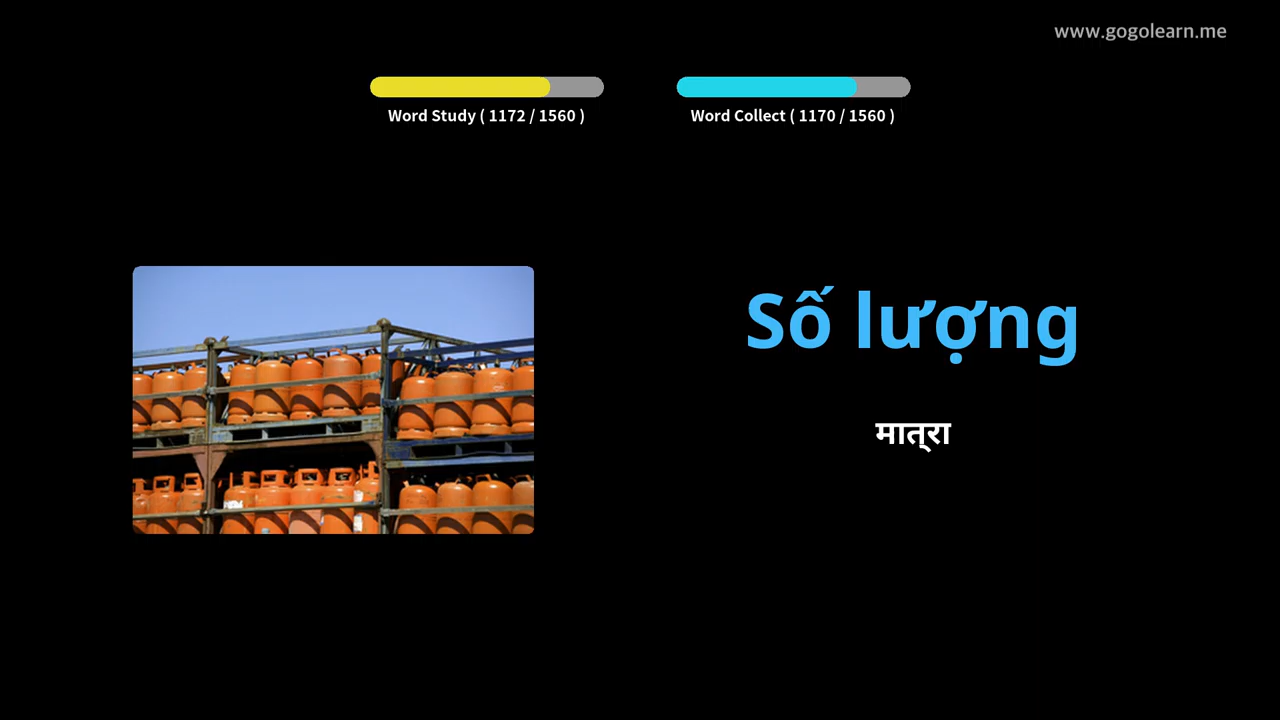 www.gogolearn.me
Word Study ( 1172 / 1560 )
Word Collect ( 1170 / 1560 )
Số lượng
मात्रा